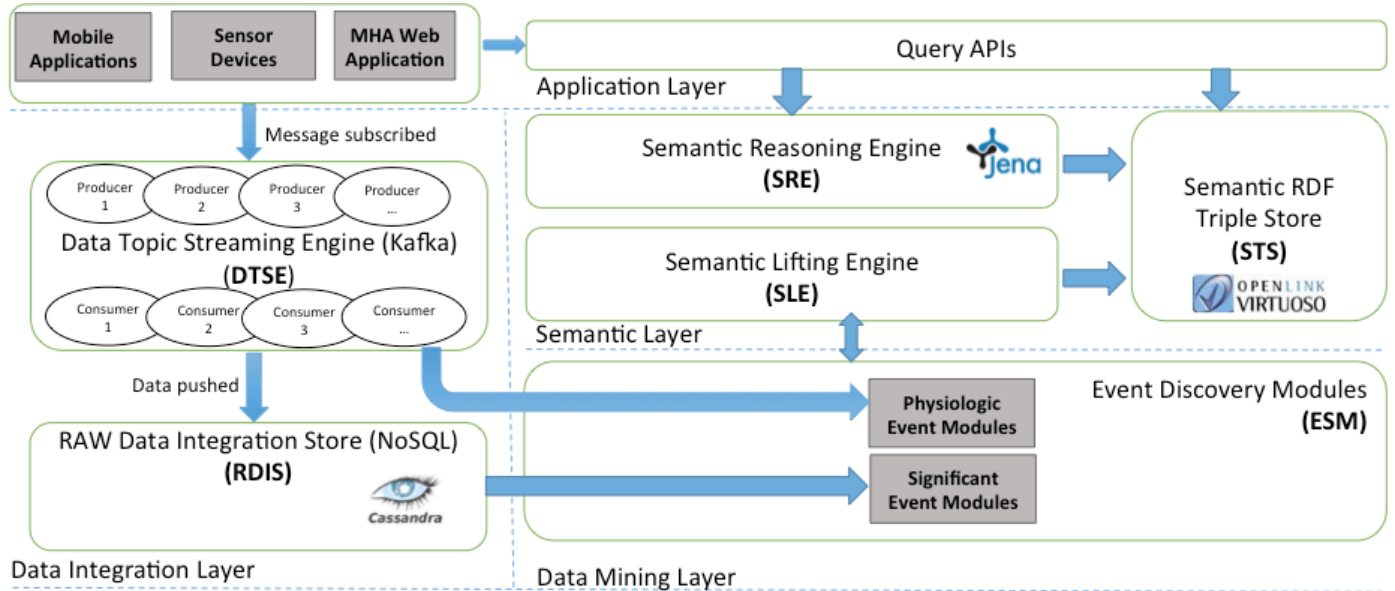 Mobile
Applications
Sensor
Devices
MHA Web
Application
Query APIs
Application Layer
Message subscribed
Producer
1
Producer
2
Producer
3
Producer
...
Data Topic Streaming Engine (Kafka)
(DTSE)
Consumer
1
Consumer
2
Consumer
3
Consumer
...
Data pushed
RAW Data Integration Store (NoSQL)
(RDIS)
Cassandra
Data Integration Layer
Semantic Reasoning Engine
(SRE)
Jena
Semantic Lifting Engine
(SLE)
Semantic Layer
Semantic RDF
Triple Store
(STS)
OPENLINK
VIRTUOSO
Event Discovery Modules
(ESM)
Physiologic
Event Modules
Significant
Event Modules
Data Mining Layer